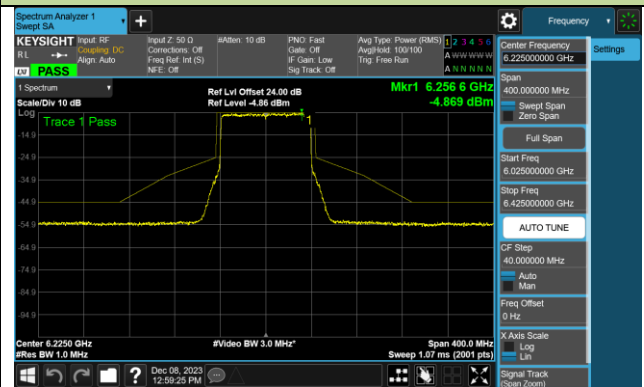 Spectrum Analyzer 1
Swept SA
Frequency
KEYSIGHT
Input: RF
Input Z: 50 Ω
#Atten: 10 dB
PNO: Fast
Avg Type: Power (RMS)
1 2 3 4 5 6
R L
Coupling: DC
Corrections: Off
Gate: Off
Avg|Hold: 100/100
A W W W W W
Align: Auto
Freq Ref: Int (S)
IF Gain: Low
Trig: Free Run
LXI
PASS
NFE: Off
Sig Track: Off
A N N N N N
1 Spectrum
Ref Lvl Offset 24.00 dB
Mkr1 6.256 6 GHz
Scale/Div 10 dB
Ref Level -4.86 dBm
-4.869 dBm
Log
Trace 1 Pass
1
-14.9
-24.9
-34.9
-44.9
-54.9
-64.9
-74.9
-84.9
-94.9
Center 6.2250 GHz
#Video BW 3.0 MHz*
Span 400.0 MHz
#Res BW 1.0 MHz
Sweep 1.07 ms (2001 pts)
?
Dec 08, 2023
12:59:25 PM
Center Frequency
6.225000000 GHz
Settings
Span
400.000000 MHz
Swept Span
Zero Span
Full Span
Start Freq
6.025000000 GHz
Stop Freq
6.425000000 GHz
AUTO TUNE
CF Step
40.000000 MHz
Auto
Man
Freq Offset
0 Hz
X Axis Scale
Log
Lin
Signal Track
(Span Zoom)